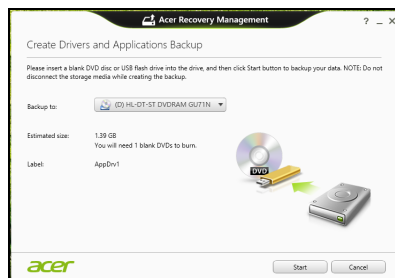 Acer Recovery Management
? _ X
Create Drivers and Applications Backup
Please insert a blank DVD disc or USB flash drive into the drive, and then click Start button to backup your data. NOTE: Do not
disconnect the storage media while creating the backup.
Backup to: (D) HL-DT-ST DVDRAM GU71N
Estimated size: 1.39 GB
You will need 1 blank DVDs to burn.
Label: AppDrv1
DVD
acer
Start Cancel